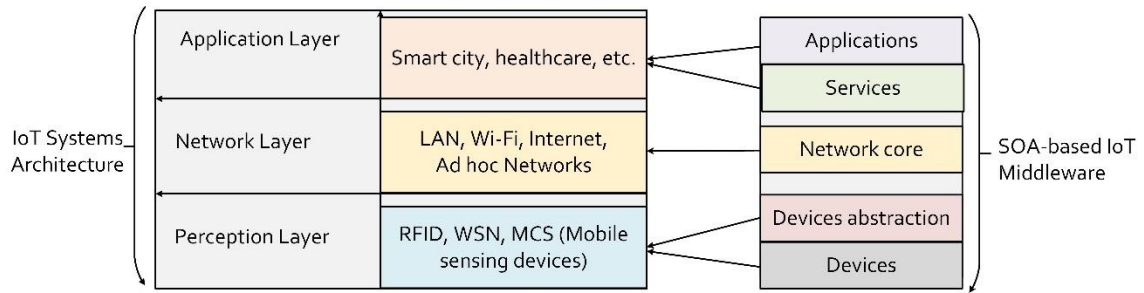 IoT Systems
Architecture
Application Layer
Smart city, healthcare, etc.
Network Layer
LAN, Wi-Fi, Internet,
Ad hoc Networks
Perception Layer
RFID, WSN, MCS (Mobile
sensing devices)
Applications
Services
Network core
Devices abstraction
Devices
SOA-based IoT
Middleware